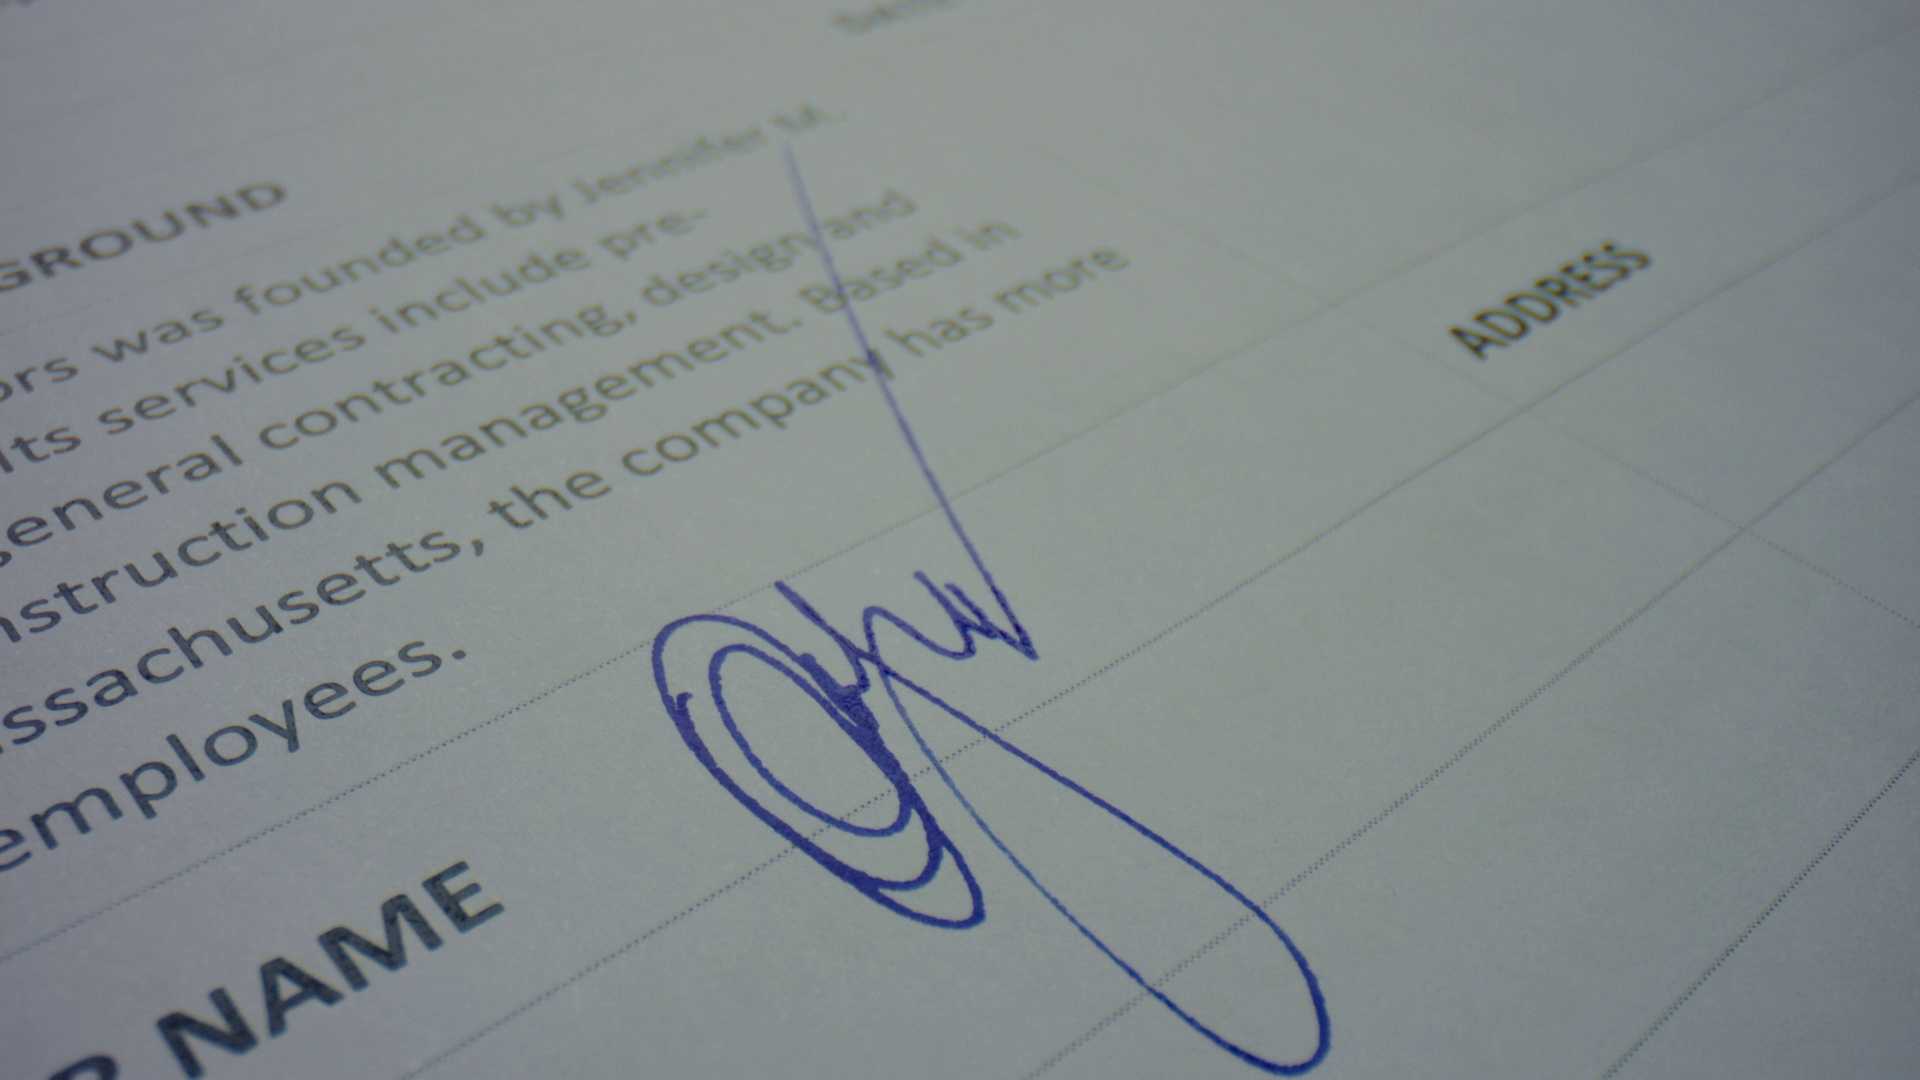 GROUND
ors was founded by Jennifer M.
Its services include pre-
general contracting, design and
nstruction management. Based in
ssachusetts, the company has more
employees.
ADDRESS
R NAME